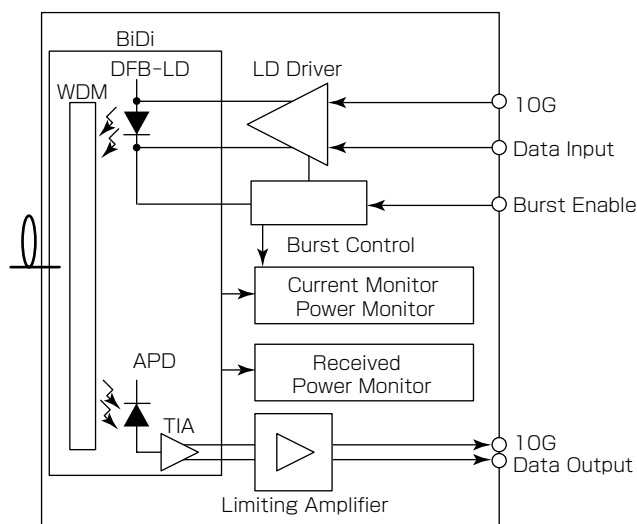 BiDi
DFB-LD
LD Driver
WDM
10G
Data Input
Burst Enable
Burst Control
Current Monitor
Power Monitor
Received
Power Monitor
APD
TIA
10G
Data Output
Limiting Amplifier